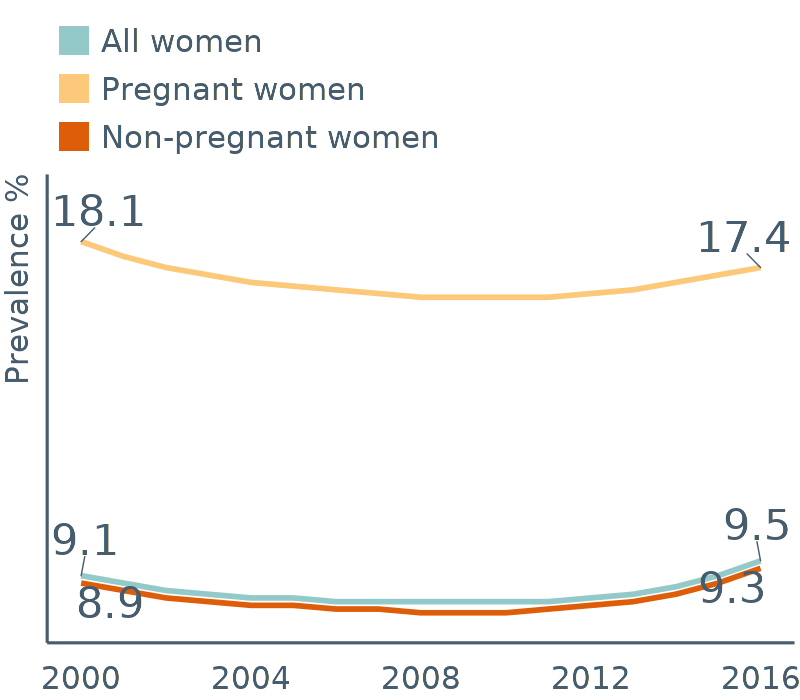 All women
Pregnant women
Non-pregnant women
Prevalence %
18.1
17.4
9.1
9.5
8.9
9.3
2000 2004 2008 2012 2016